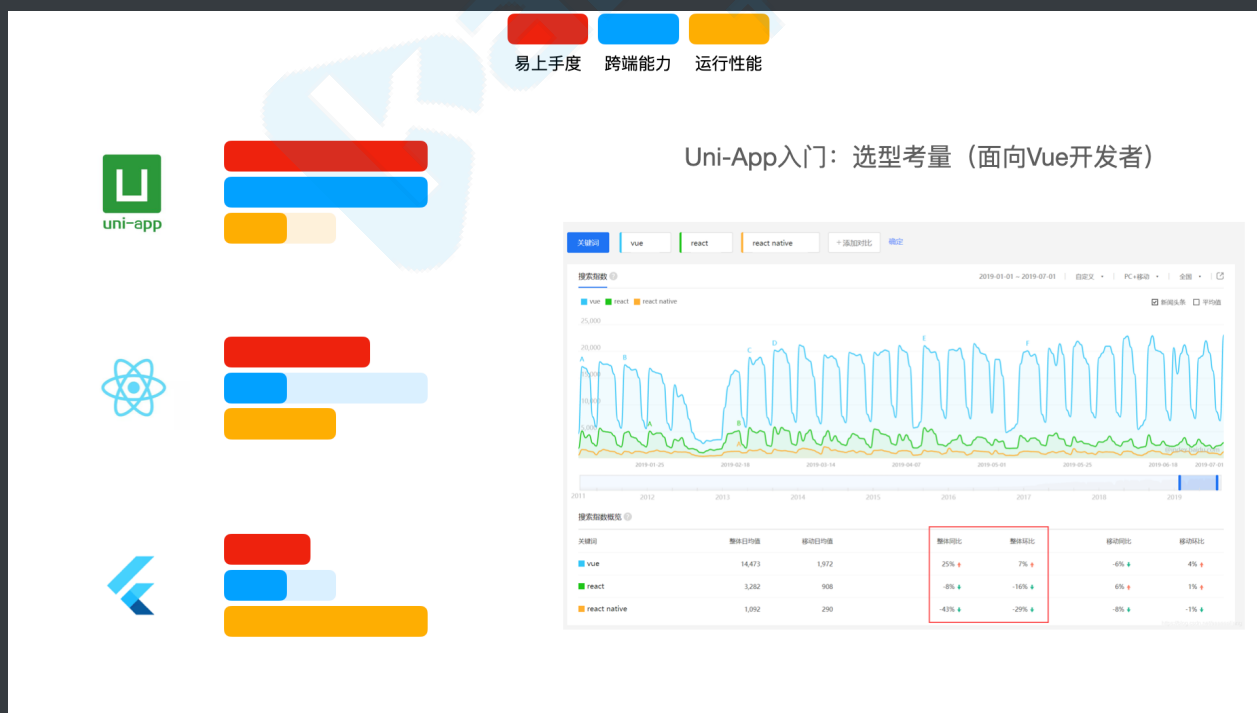 易上手度 跨端能力 运行性能
Uni-App入门：选型考量（面向Vue开发者）
uni-app
关键词 vue react react native +添加对比 确定
搜索指数 2019-01-01 ~ 2019-07-01 自定义 PC+移动 全国
vue react react native 新闻头条 平均值
25,000
20,000
15,000
10,000
5,000
A B C D E F
A B
A
2019-01-25 2019-02-18 2019-03-14 2019-04-07 2019-05-01 2019-05-25 2019-06-18 2019-07-01
2011 2012 2013 2014 2015 2016 2017 2018 2019
搜索指数概览
关键词 整体日均值 移动日均值 整体同比 整体环比 移动同比 移动环比
vue 14,473 1,972 25% 7% -6% 4%
react 3,282 908 -8% -16% 6% 1%
react native 1,092 290 -43% -29% -8% -1%